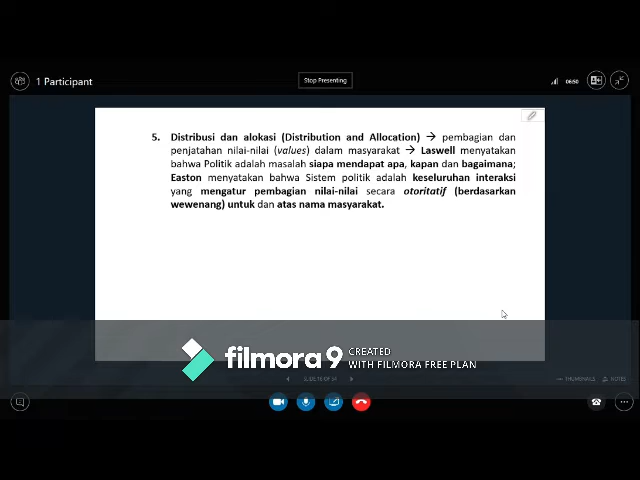 1 Participant
Stop Presenting
06:50
5. Distribusi dan alokasi (Distribution and Allocation) → pembagian dan
penjatahan nilai-nilai (values) dalam masyarakat → Laswell menyatakan
bahwa Politik adalah masalah siapa mendapat apa, kapan dan bagaimana;
Easton menyatakan bahwa Sistem politik adalah keseluruhan interaksi
yang mengatur pembagian nilai-nilai secara otoritatif (berdasarkan
wewenang) untuk dan atas nama masyarakat.
filmora 9 CREATED
WITH FILMORA FREE PLAN
THUMBNAILS
NOTES